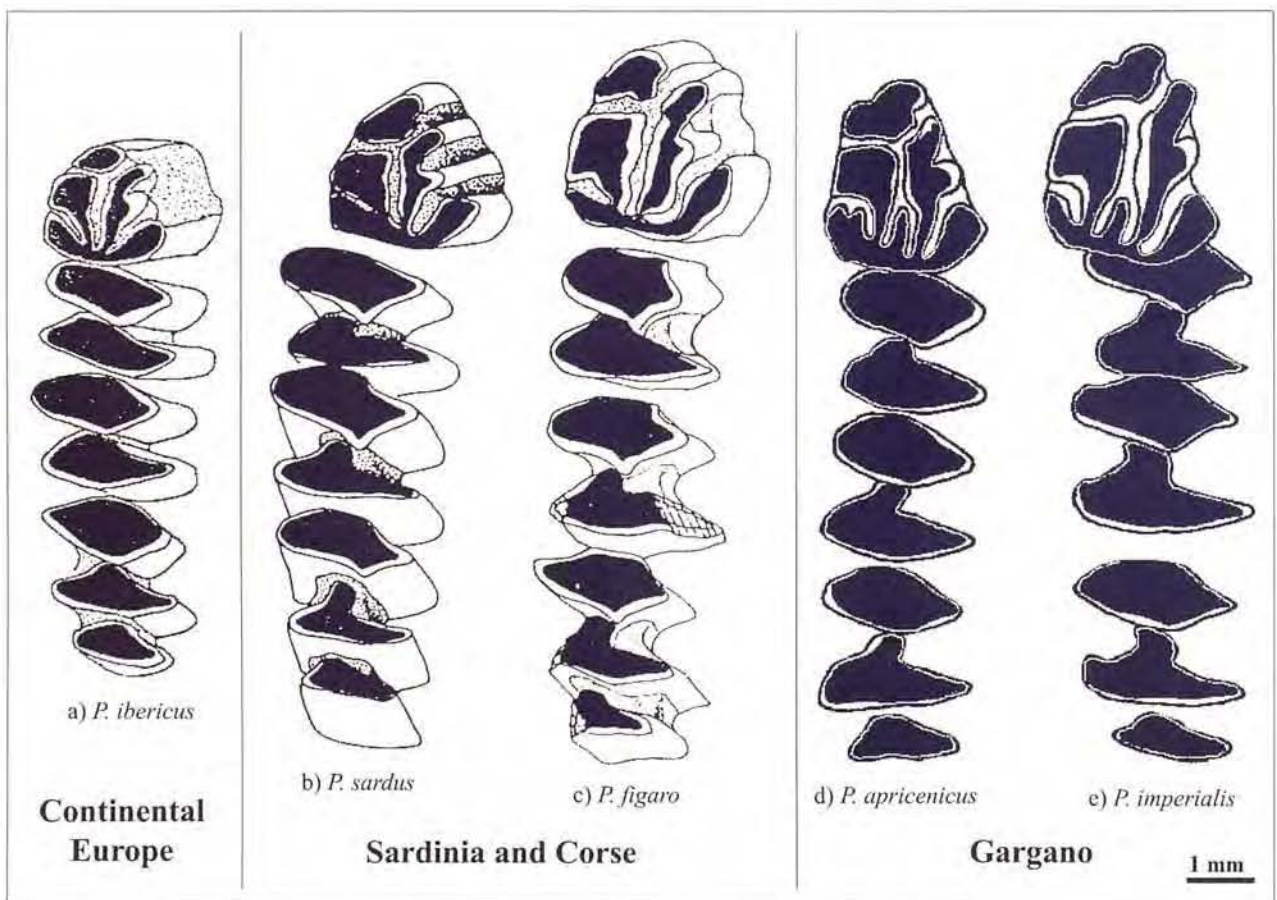 a) P. ibericus
b) P. sardus
c) P. figaro
d) P. apricenicus
e) P. imperialis
Continental
Europe
Sardinia and Corse
Gargano
1 mm